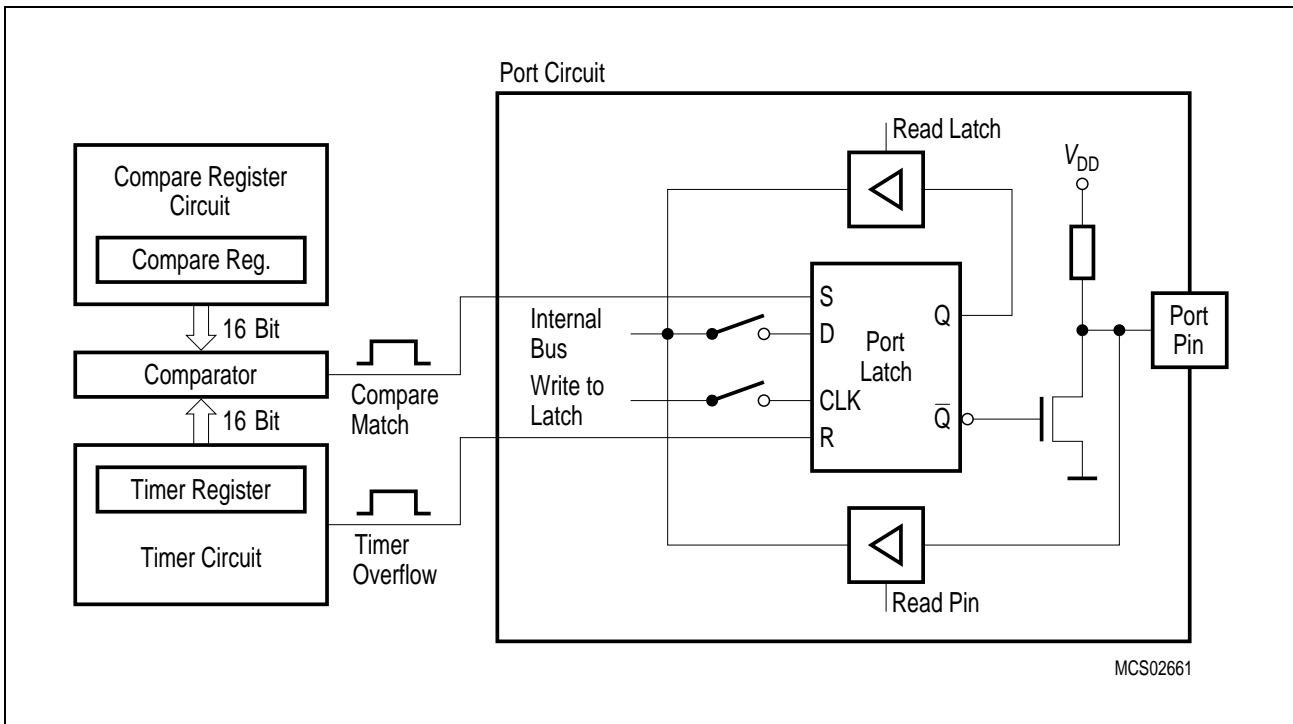 Port Circuit
Compare Register
Circuit
Compare Reg.
16 Bit
Comparator
16 Bit
Timer Register
Timer Circuit
Compare
Match
Timer
Overflow
Read Latch
Internal
Bus
Write to
Latch
S
D
CLK
R
Q
Q̅
Port
Latch
Read Pin
VDD
Port
Pin
MCS02661